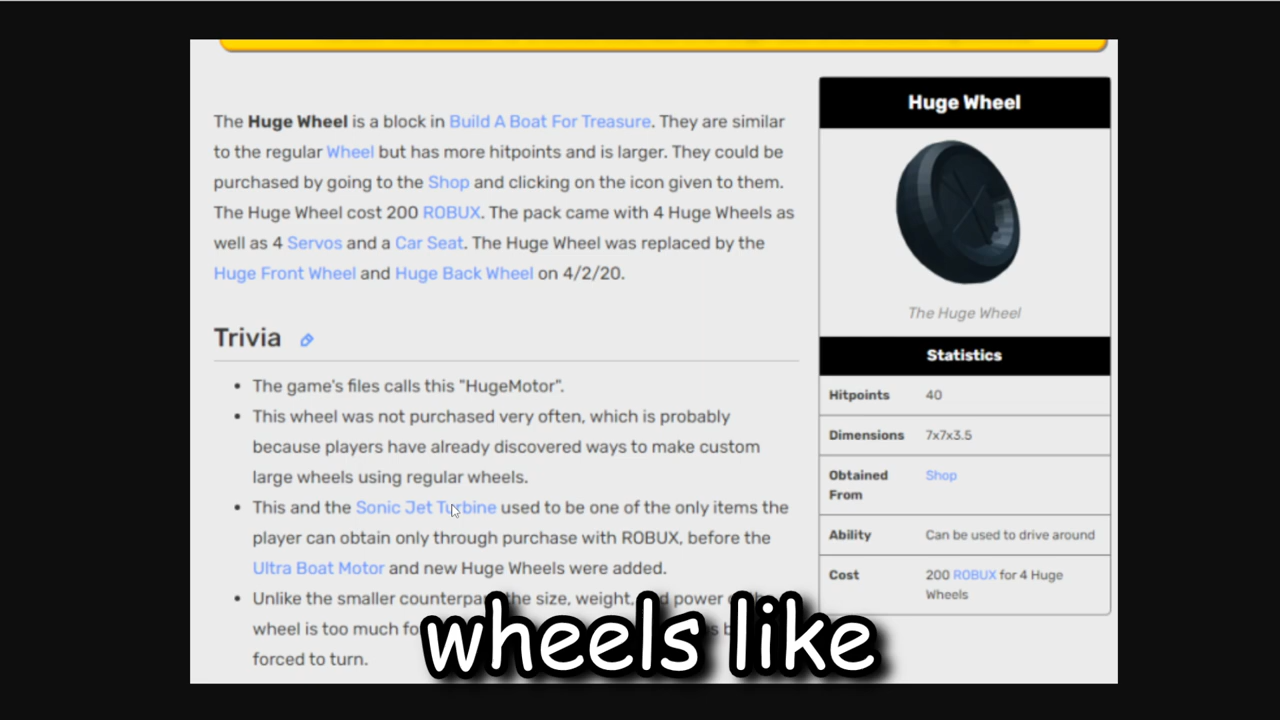 The Huge Wheel is a block in Build A Boat For Treasure. They are similar
to the regular Wheel but has more hitpoints and is larger. They could be
purchased by going to the Shop and clicking on the icon given to them.
The Huge Wheel cost 200 ROBUX. The pack came with 4 Huge Wheels as
well as 4 Servos and a Car Seat. The Huge Wheel was replaced by the
Huge Front Wheel and Huge Back Wheel on 4/2/20.
Trivia
• The game's files calls this "HugeMotor".
• This wheel was not purchased very often, which is probably
because players have already discovered ways to make custom
large wheels using regular wheels.
• This and the Sonic Jet Turbine used to be one of the only items the
player can obtain only through purchase with ROBUX, before the
Ultra Boat Motor and new Huge Wheels were added.
• Unlike the smaller the size, weight, power
wheel is too much
forced to turn.
Huge Wheel
The Huge Wheel
Statistics
Hitpoints 40
Dimensions 7x7x3.5
Obtained From Shop
Ability Can be used to drive around
Cost 200 ROBUX for 4 Huge
Wheels
wheels like